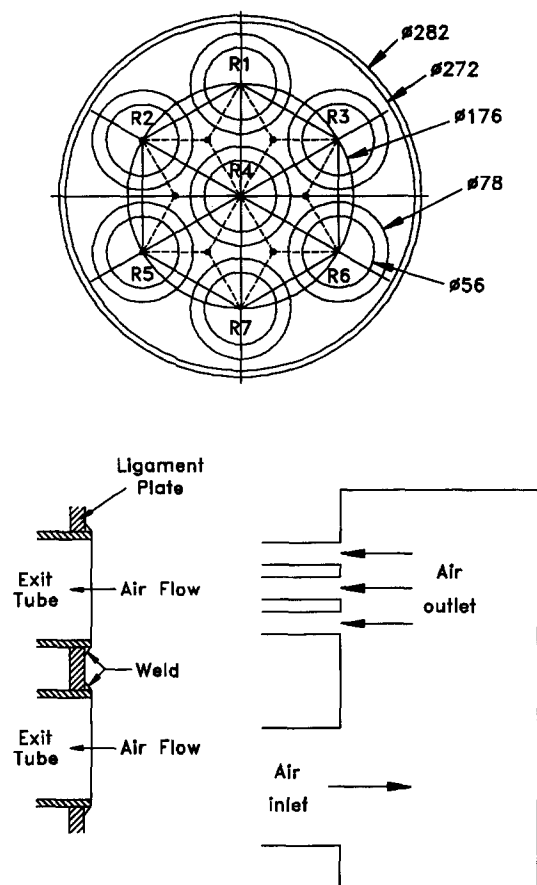 ø282
ø272
ø176
ø78
ø56
R1
R2
R3
R4
R5
R6
R7
Ligament
Plate
Exit
Tube
Air Flow
Weld
Exit
Tube
Air Flow
Air
outlet
Air
inlet